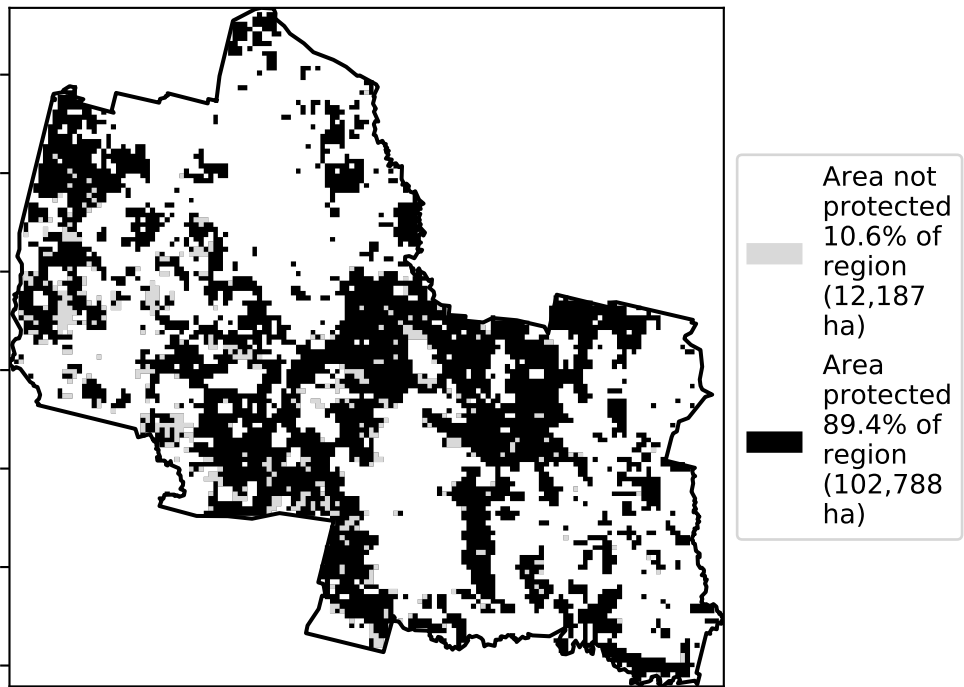 Area not
protected
10.6% of
region
(12,187
ha)
Area
protected
89.4% of
region
(102,788
ha)